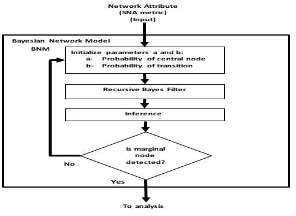 Network Attribute
(SNA metric)
(Input)
Bayesian Network Model
BNM
Initialize parameters a and b:
a- Probability of central node
b- Probability of transition
Recursive Bayes Filter
Inference
Is marginal
node
detected?
No
Yes
To analysis